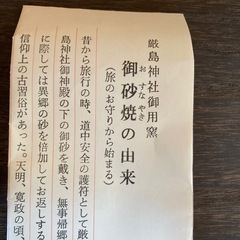 厳島神社御用窯
御砂焼の由来
おすなやき
(旅のお守りから始まる)
昔から旅行の時、道中安全の護符として厳
島神社御神殿の下の御砂を戴き、無事帰郷
に際しては異郷の砂を倍加してお返しする
信仰上の古習俗があった。天明、寛政の頃、